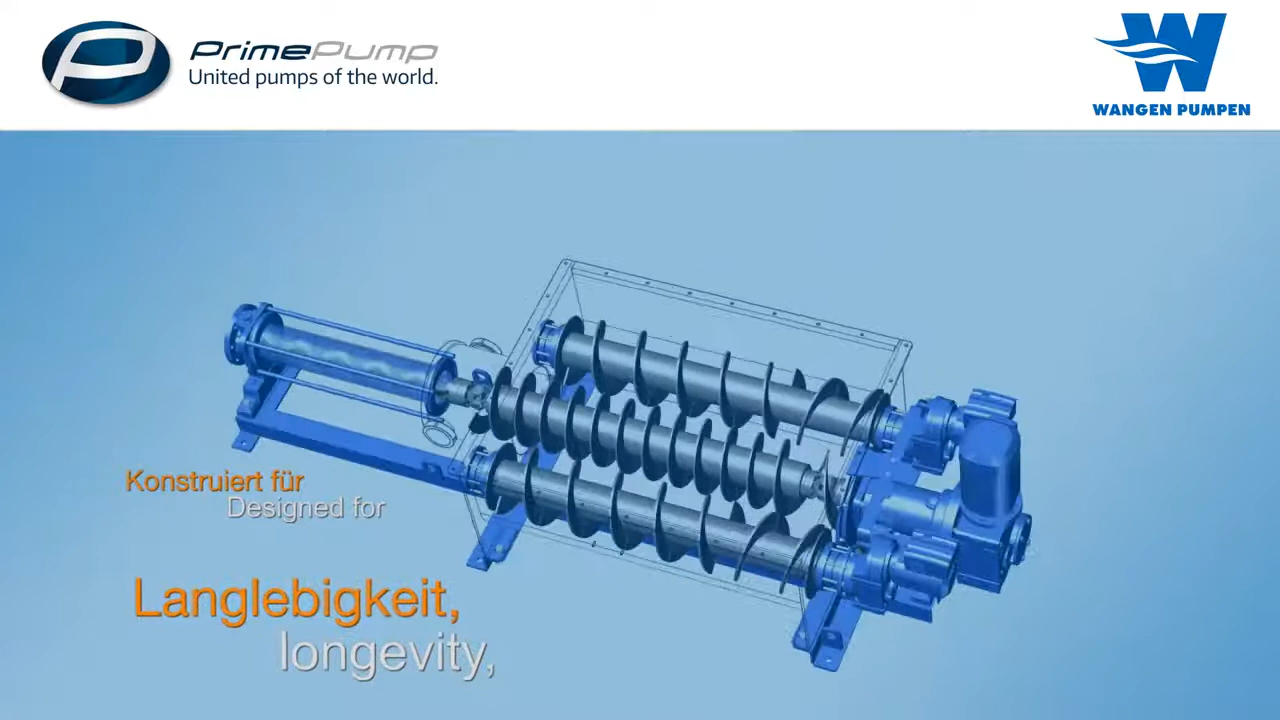 PrimePump
United pumps of the world.
WANGEN PUMPEN
Konstruiert für
Designed for
Langlebigkeit,
longevity,